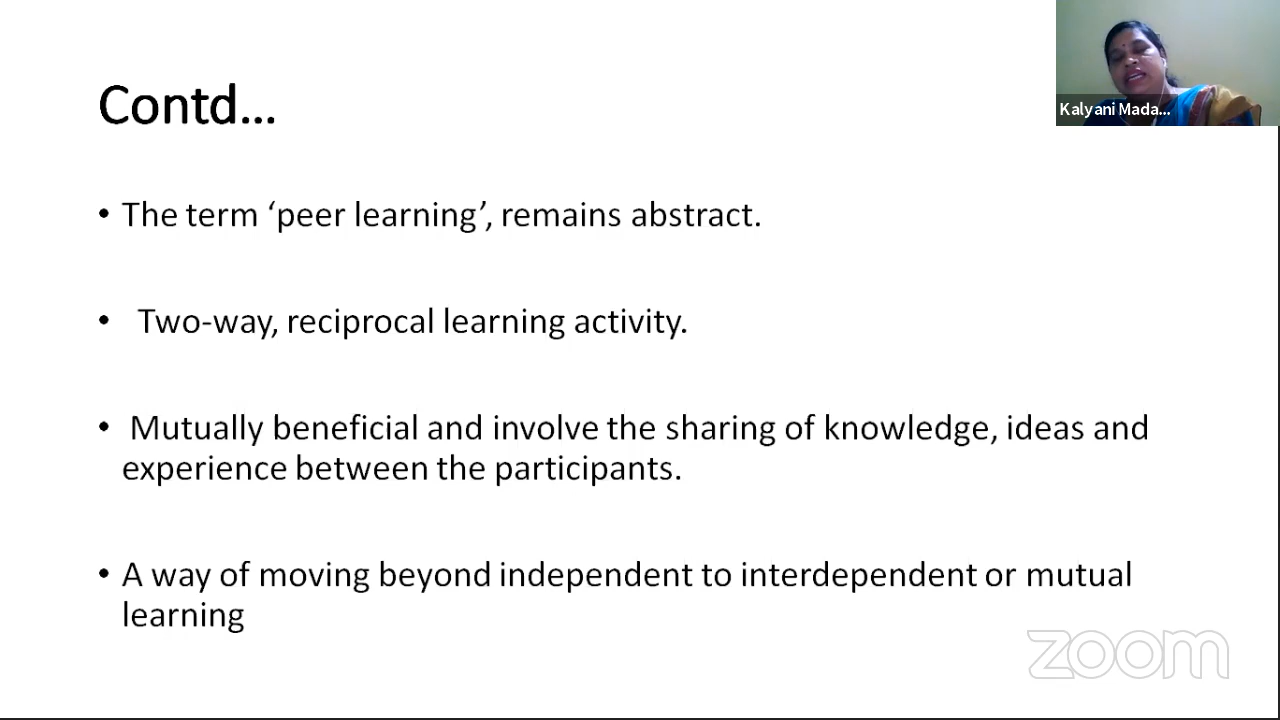 Contd...
Kalyani Mada...
• The term ‘peer learning’, remains abstract.
• Two-way, reciprocal learning activity.
• Mutually beneficial and involve the sharing of knowledge, ideas and
experience between the participants.
• A way of moving beyond independent to interdependent or mutual
learning
zoom